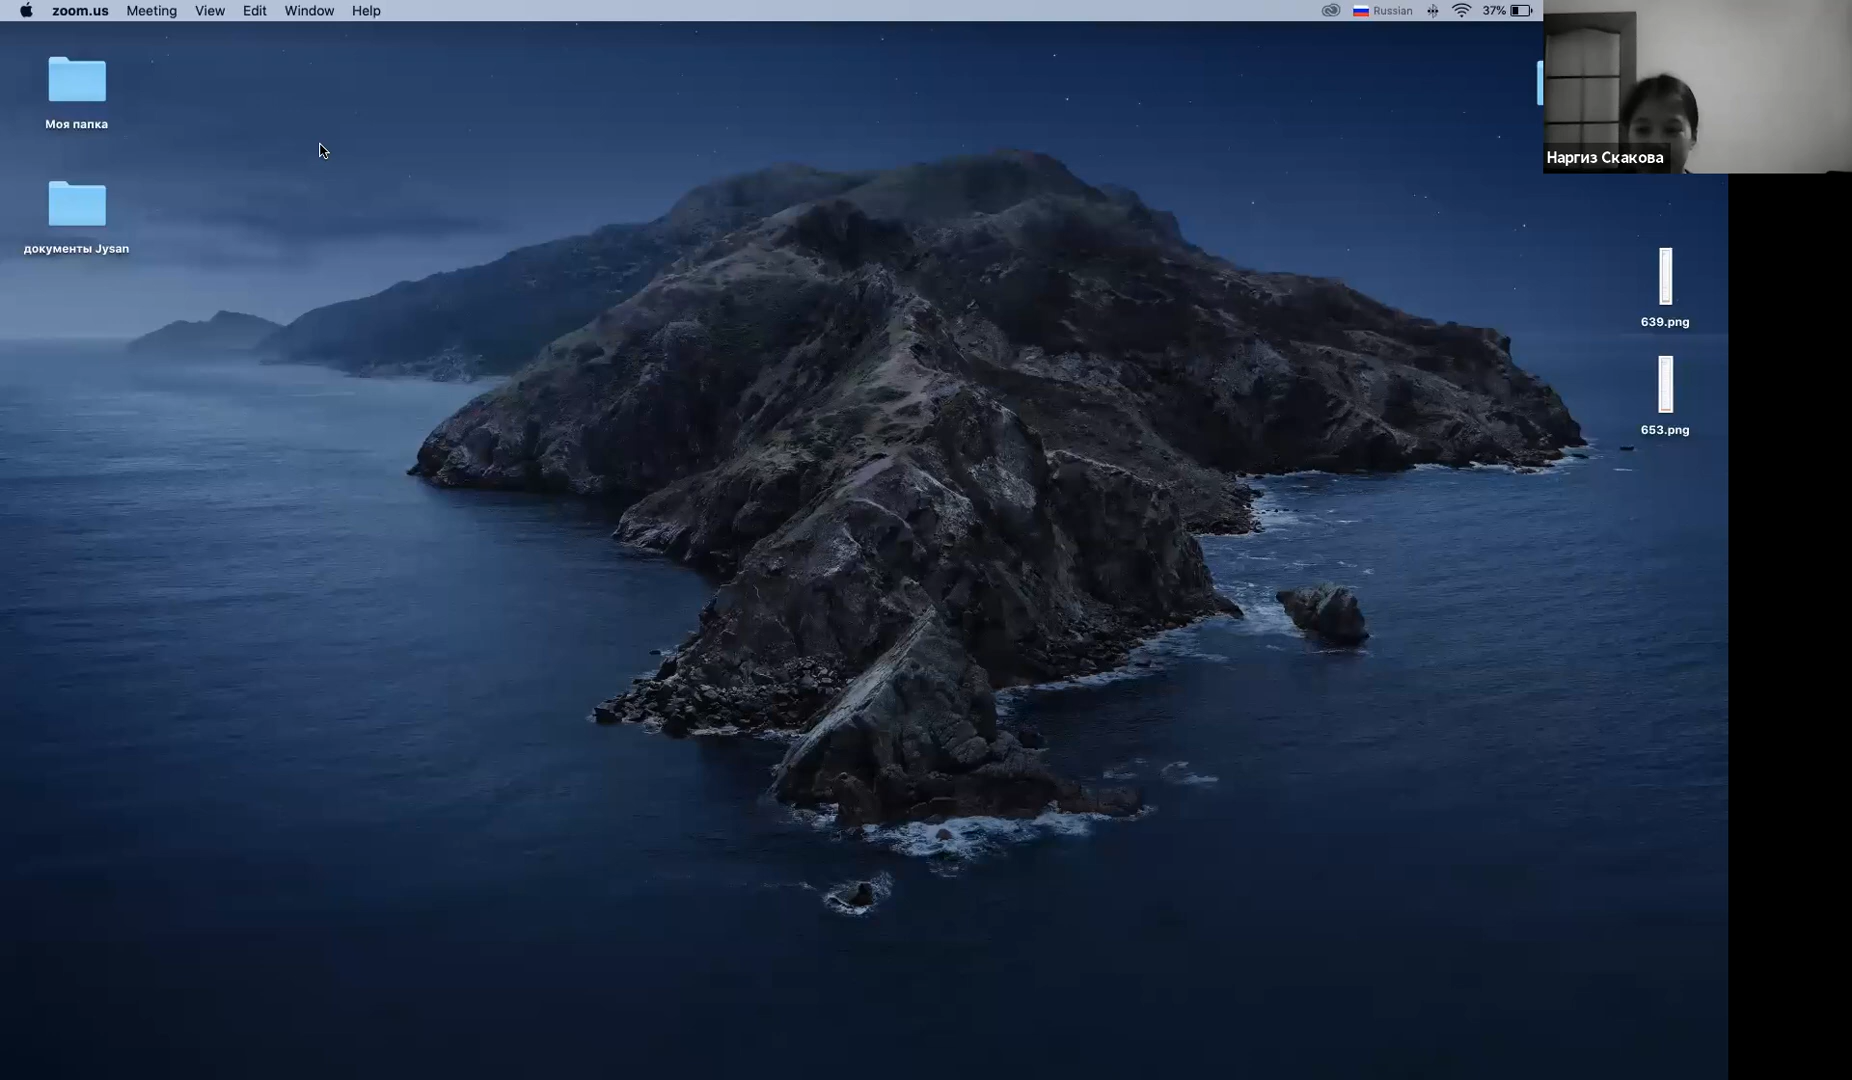 zoom.us Meeting View Edit Window Help Russian 37%
Моя папка
Наргиз Скакова
документы Jysan
639.png
653.png